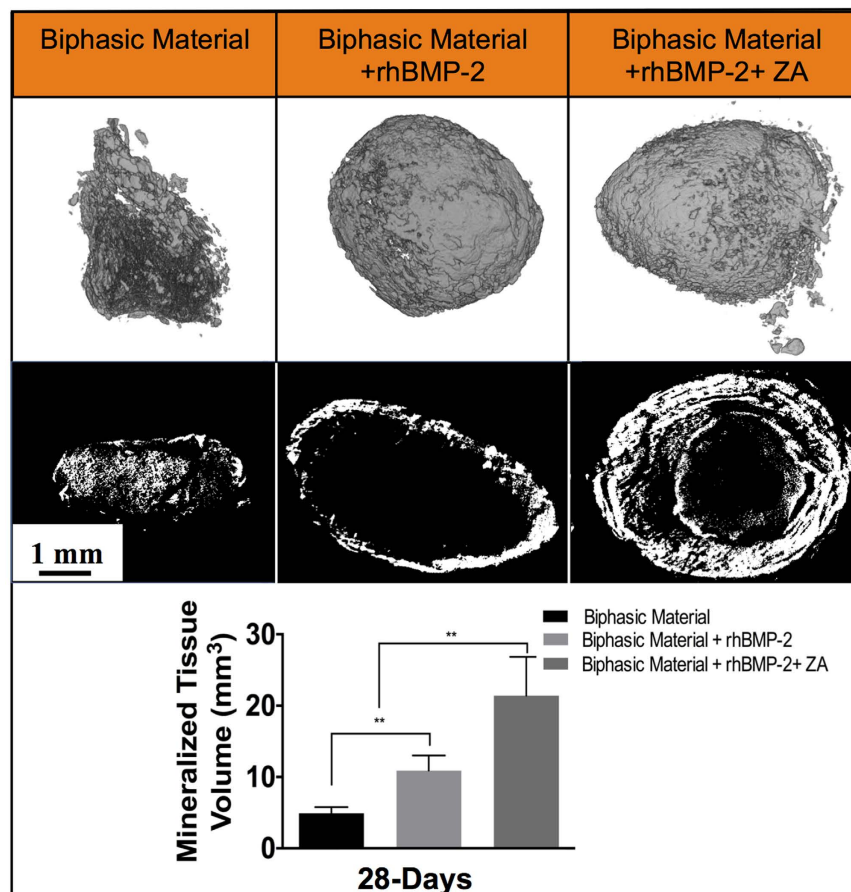 Biphasic Material
Biphasic Material
+rhBMP-2
Biphasic Material
+rhBMP-2+ ZA
1 mm
Mineralized Tissue
Volume (mm³)
30
20
10
0
**
**
Biphasic Material
Biphasic Material + rhBMP-2
Biphasic Material + rhBMP-2+ ZA
28-Days